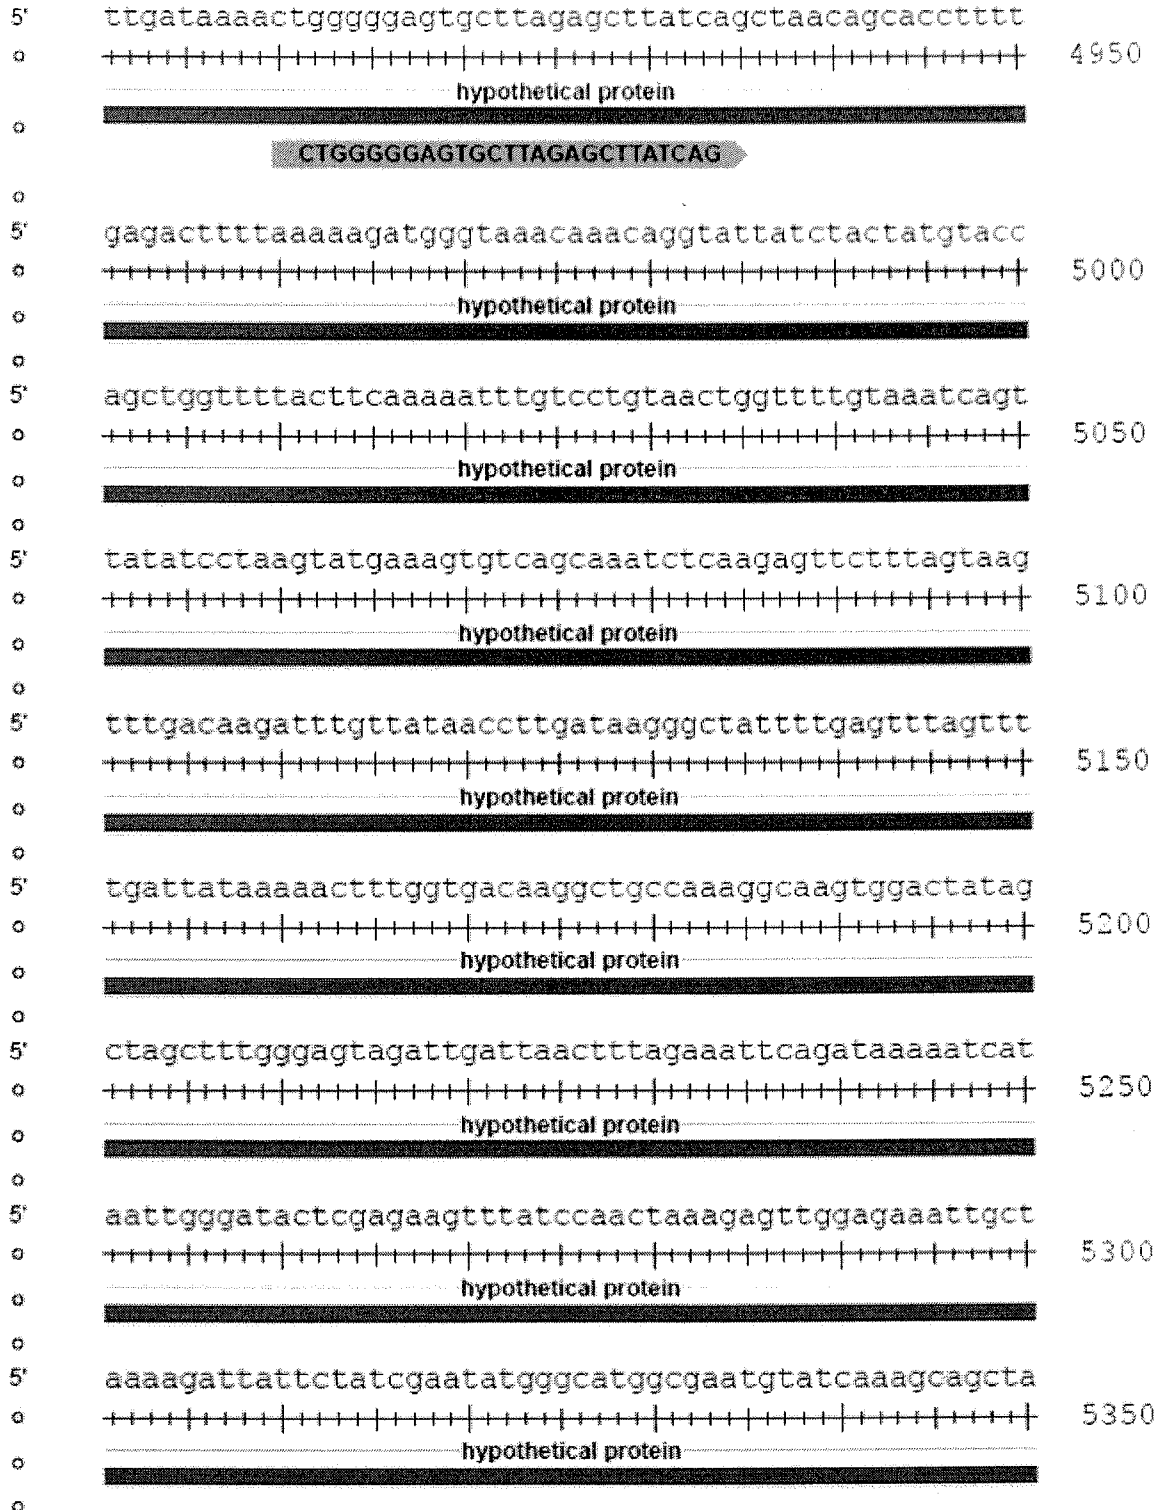 5' ttgataaaactgggggagtgcttagagcttatcagctaacagcacctttt
o 4950
hypothetical protein
o
CTGGGGGAGTGCTTAGAGCTTATCAG
o
5' gagacttttaaaaagatgggtaaacaaacaggtattatctactatgtacc
o 5000
hypothetical protein
o
o
5' agctggttttacttcaaaaatttgtcctgtaactggttttgtaaatcagt
o 5050
hypothetical protein
o
o
5' tatatcctaagtatgaaagtgtcagcaaatctcaagagttctttagtaag
o 5100
hypothetical protein
o
o
5' tttgacaagatttgttataaccttgataagggctattttgagtttagttt
o 5150
hypothetical protein
o
o
5' tgattataaaaactttggtgacaaggctgccaaaggcaagtggactatag
o 5200
hypothetical protein
o
o
5' ctagctttgggagtagattgattaactttagaaattcagataaaaatcat
o 5250
hypothetical protein
o
o
5' aattgggatactcgagaagtttatccaactaaagagttggagaaattgct
o 5300
hypothetical protein
o
o
5' aaaagattattctatcgaatatgggcatggcgaatgtatcaaagcagcta
o 5350
hypothetical protein
o
o